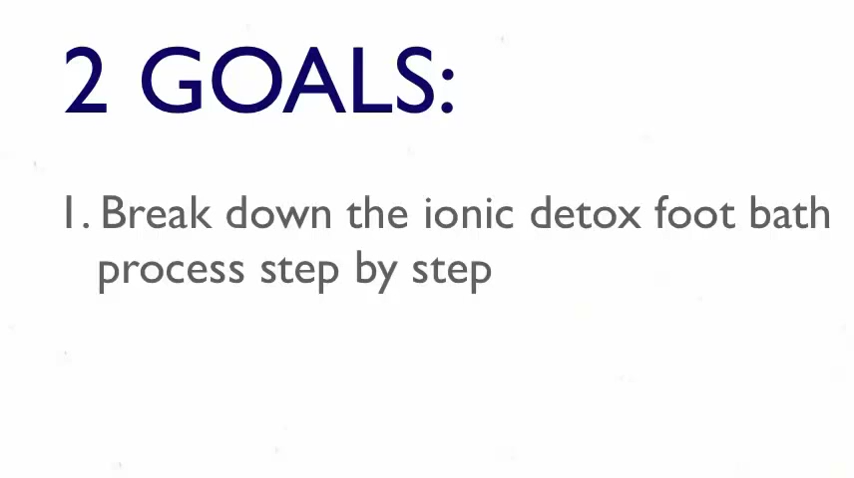 2 GOALS:
1. Break down the ionic detox foot bath
process step by step